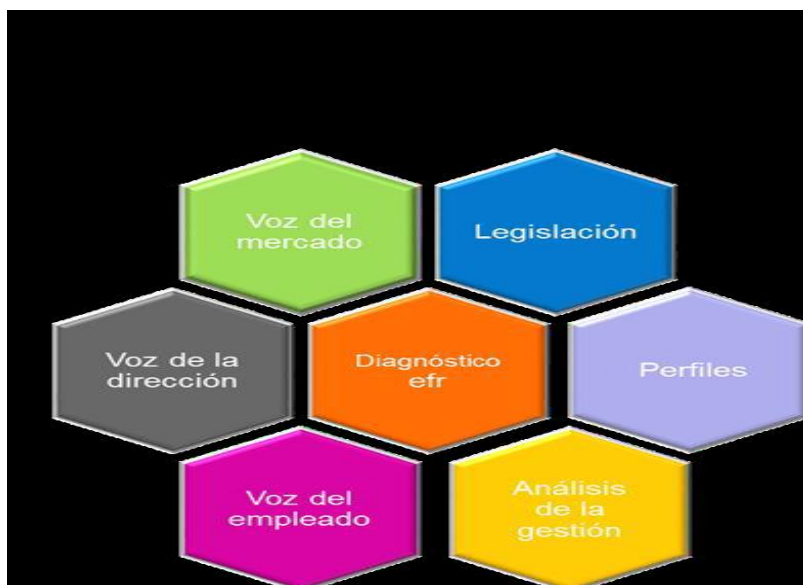 Voz del
mercado
Legislación
Voz de la
dirección
Diagnóstico
efr
Perfiles
Voz del
empleado
Análisis
de la
gestión